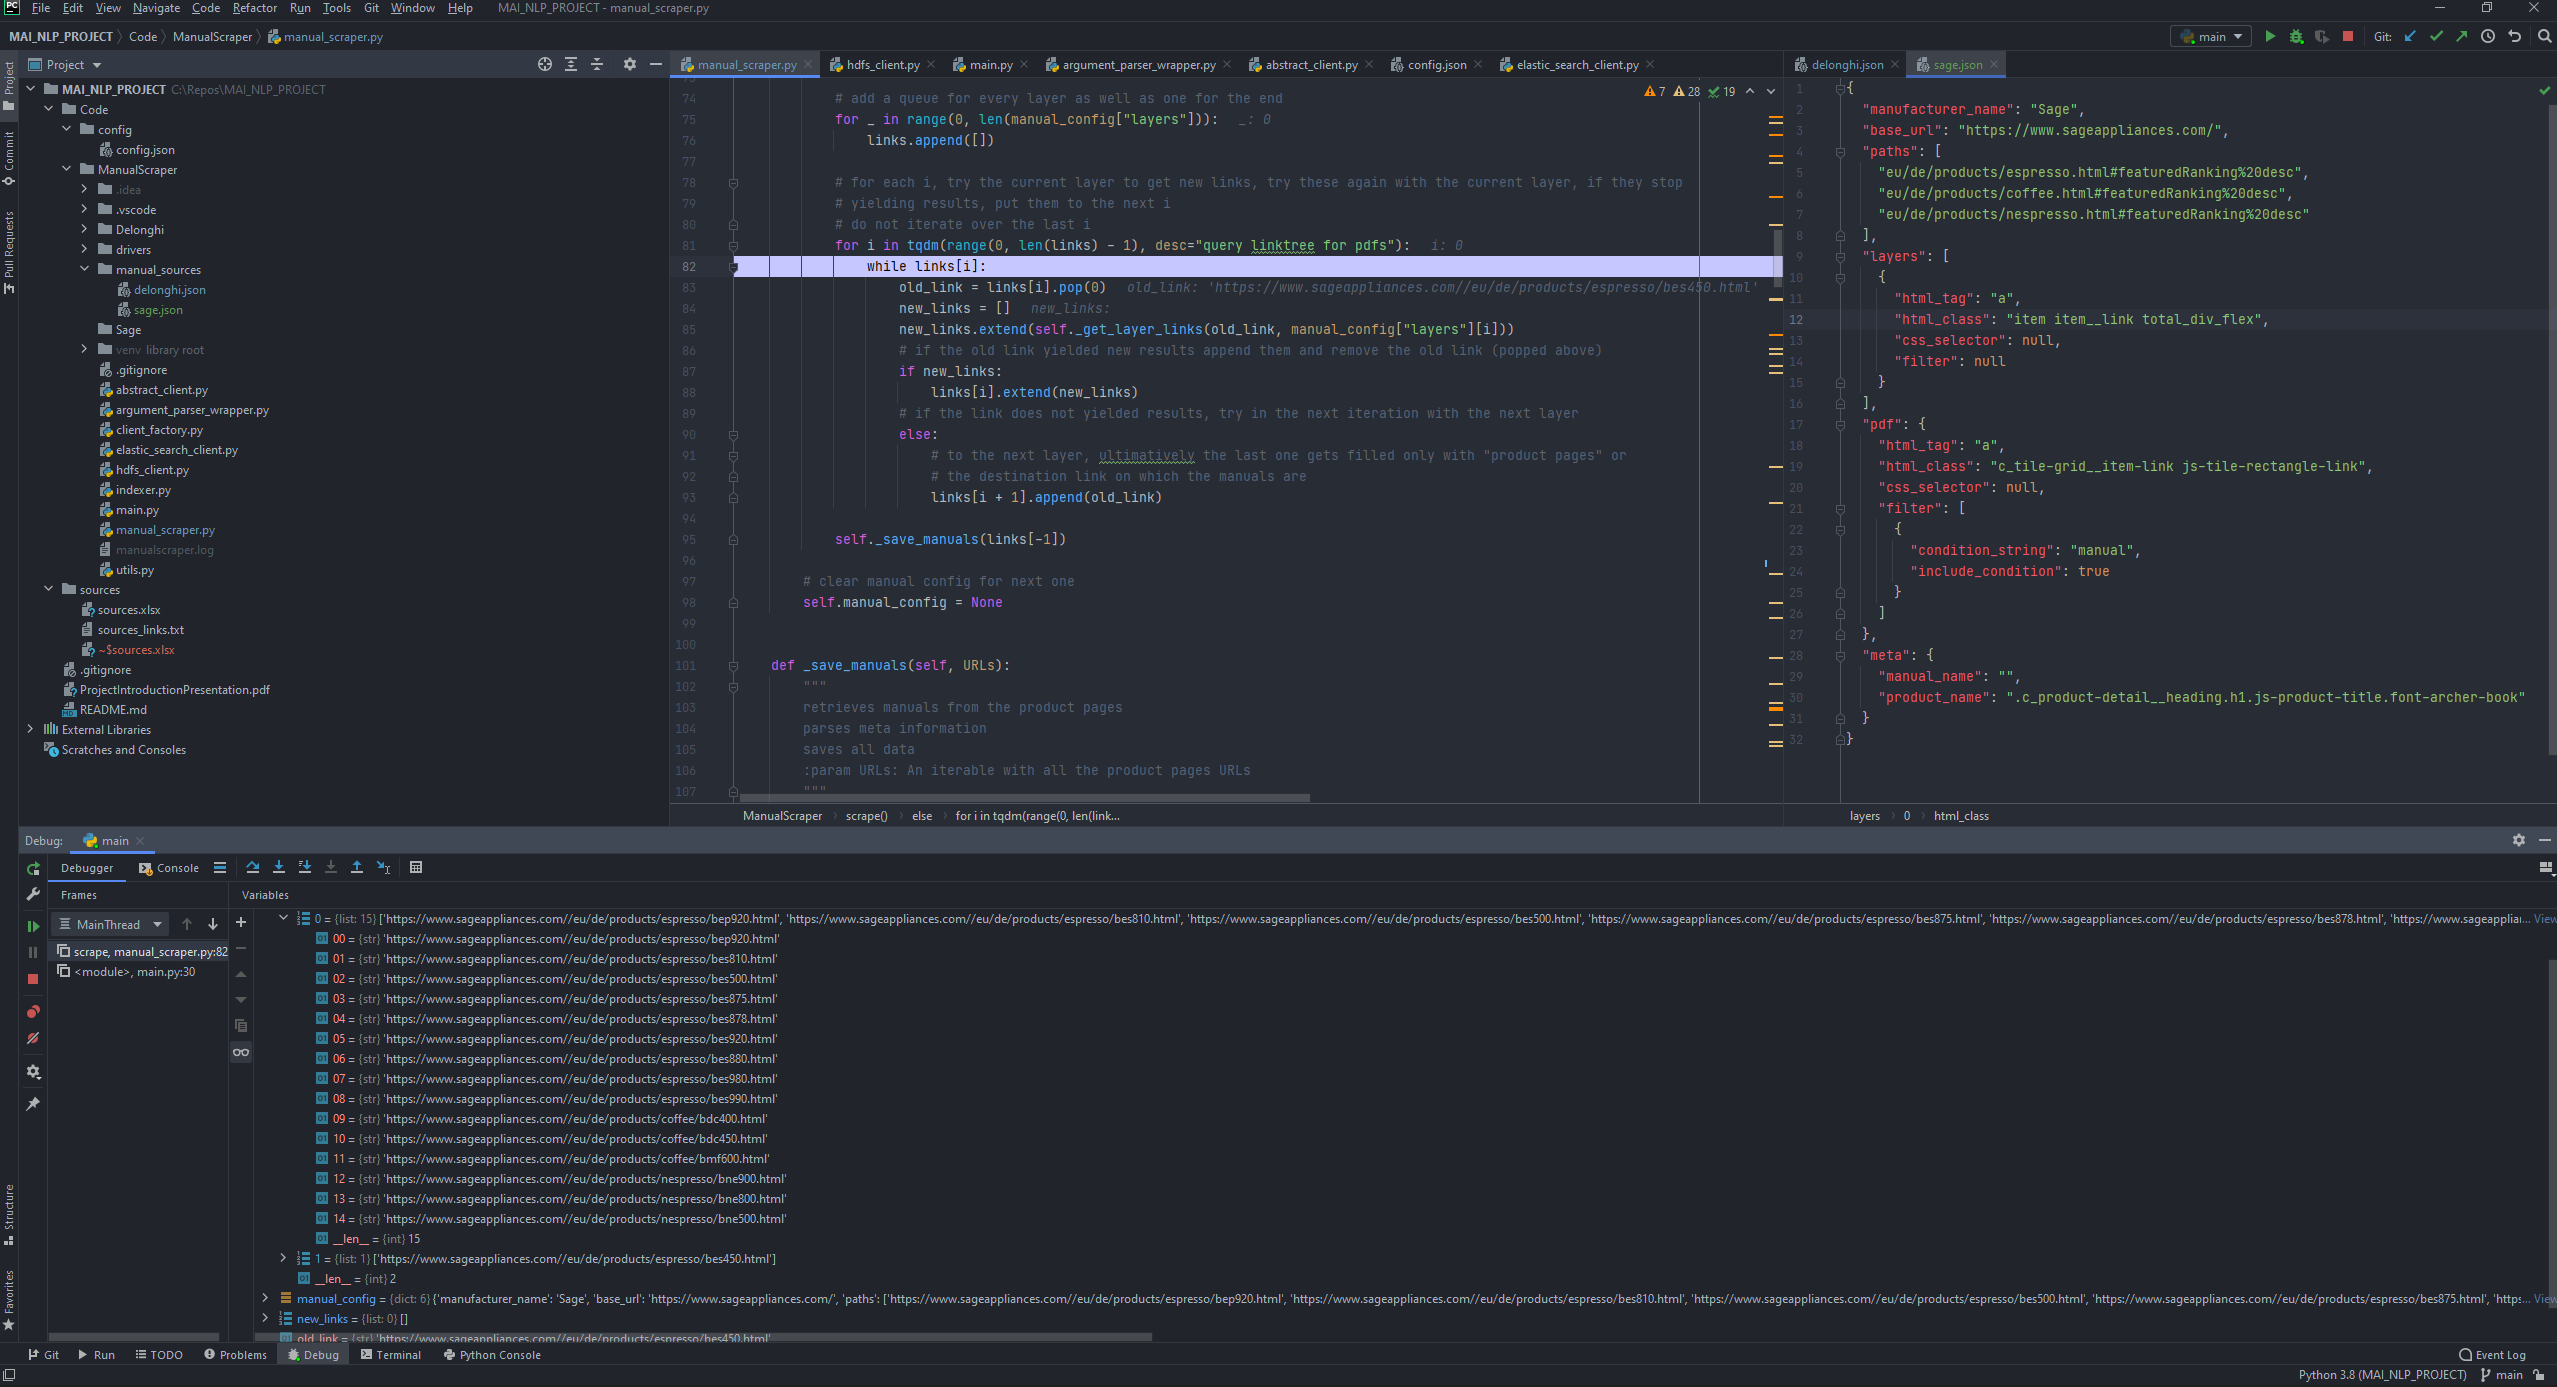 PC File Edit View Navigate Code Refactor Run Tools Git Window Help MAI_NLP_PROJECT - manual_scraper.py
MAI_NLP_PROJECT Code ManualScraper manual_scraper.py main Git:
Project
manual_scraper.py hdfs_client.py main.py argument_parser_wrapper.py abstract_client.py config.json elastic_search_client.py
delonghi.json sage.json
Project
Commit
Pull Requests
Structure
Favorites
MAI_NLP_PROJECT C:\Repos\MAI_NLP_PROJECT
Code
config
config.json
ManualScraper
.idea
.vscode
Delonghi
drivers
manual_sources
delonghi.json
sage.json
Sage
venv library root
.gitignore
abstract_client.py
argument_parser_wrapper.py
client_factory.py
elastic_search_client.py
hdfs_client.py
indexer.py
main.py
manual_scraper.py
manualscraper.log
utils.py
sources
sources.xlsx
sources_links.txt
~$sources.xlsx
.gitignore
ProjectIntroductionPresentation.pdf
README.md
External Libraries
Scratches and Consoles
7 28 19
74 # add a queue for every layer as well as one for the end
75 for _ in range(0, len(manual_config["layers"])): _: 0
76 links.append([])
77
78 # for each i, try the current layer to get new links, try these again with the current layer, if they stop
79 # yielding results, put them to the next i
80 # do not iterate over the last i
81 for i in tqdm(range(0, len(links) - 1), desc="query linktree for pdfs"): i: 0
82 while links[i]:
83 old_link = links[i].pop(0) old_link: 'https://www.sageappliances.com//eu/de/products/espresso/bes450.html'
84 new_links = [] new_links:
85 new_links.extend(self._get_layer_links(old_link, manual_config["layers"][i]))
86 # if the old link yielded new results append them and remove the old link (popped above)
87 if new_links:
88 links[i].extend(new_links)
89 # if the link does not yielded results, try in the next iteration with the next layer
90 else:
91 # to the next layer, ultimatively the last one gets filled only with "product pages" or
92 # the destination link on which the manuals are
93 links[i + 1].append(old_link)
94
95 self._save_manuals(links[-1])
96
97 # clear manual config for next one
98 self.manual_config = None
99
100
101 def _save_manuals(self, URLs):
102 """
103 retrieves manuals from the product pages
104 parses meta information
105 saves all data
106 :param URLs: An iterable with all the product pages URLs
107 """
ManualScraper scrape() else for i in tqdm(range(0, len(link...
1 {
2 "manufacturer_name": "Sage",
3 "base_url": "https://www.sageappliances.com/",
4 "paths": [
5 "eu/de/products/espresso.html#featuredRanking%20desc",
6 "eu/de/products/coffee.html#featuredRanking%20desc",
7 "eu/de/products/nespresso.html#featuredRanking%20desc"
8 ],
9 "layers": [
10 {
11 "html_tag": "a",
12 "html_class": "item item__link total_div_flex",
13 "css_selector": null,
14 "filter": null
15 }
16 ],
17 "pdf": {
18 "html_tag": "a",
19 "html_class": "c_tile-grid__item-link js-tile-rectangle-link",
20 "css_selector": null,
21 "filter": [
22 {
23 "condition_string": "manual",
24 "include_condition": true
25 }
26 ]
27 },
28 "meta": {
29 "manual_name": "",
30 "product_name": ".c_product-detail__heading.h1.js-product-title.font-archer-book"
31 }
32 }
layers 0 html_class
Debug: main
Debugger Console
Frames Variables
MainThread
scrape, manual_scraper.py:82
<module>, main.py:30
0 = {list: 15} ['https://www.sageappliances.com//eu/de/products/espresso/bep920.html', 'https://www.sageappliances.com//eu/de/products/espresso/bes810.html', 'https://www.sageappliances.com//eu/de/products/espresso/bes500.html', 'https://www.sageappliances.com//eu/de/products/espresso/bes875.html', 'https://www.sageappliances.com//eu/de/products/espresso/bes878.html', 'https://www.sageapplian... View
00 = {str} 'https://www.sageappliances.com//eu/de/products/espresso/bep920.html'
01 = {str} 'https://www.sageappliances.com//eu/de/products/espresso/bes810.html'
02 = {str} 'https://www.sageappliances.com//eu/de/products/espresso/bes500.html'
03 = {str} 'https://www.sageappliances.com//eu/de/products/espresso/bes875.html'
04 = {str} 'https://www.sageappliances.com//eu/de/products/espresso/bes878.html'
05 = {str} 'https://www.sageappliances.com//eu/de/products/espresso/bes920.html'
06 = {str} 'https://www.sageappliances.com//eu/de/products/espresso/bes880.html'
07 = {str} 'https://www.sageappliances.com//eu/de/products/espresso/bes980.html'
08 = {str} 'https://www.sageappliances.com//eu/de/products/espresso/bes990.html'
09 = {str} 'https://www.sageappliances.com//eu/de/products/coffee/bdc400.html'
10 = {str} 'https://www.sageappliances.com//eu/de/products/coffee/bdc450.html'
11 = {str} 'https://www.sageappliances.com//eu/de/products/coffee/bmf600.html'
12 = {str} 'https://www.sageappliances.com//eu/de/products/nespresso/bne900.html'
13 = {str} 'https://www.sageappliances.com//eu/de/products/nespresso/bne800.html'
14 = {str} 'https://www.sageappliances.com//eu/de/products/nespresso/bne500.html'
__len__ = {int} 15
1 = {list: 1} ['https://www.sageappliances.com//eu/de/products/espresso/bes450.html']
__len__ = {int} 2
manual_config = {dict: 6} {'manufacturer_name': 'Sage', 'base_url': 'https://www.sageappliances.com/', 'paths': ['https://www.sageappliances.com//eu/de/products/espresso/bep920.html', 'https://www.sageappliances.com//eu/de/products/espresso/bes810.html', 'https://www.sageappliances.com//eu/de/products/espresso/bes500.html', 'https://www.sageappliances.com//eu/de/products/espresso/bes875.html', 'https... View
new_links = {list: 0} []
old_link = {str} 'https://www.sageappliances.com//eu/de/products/espresso/bes450.html'
Git Run TODO Problems Debug Terminal Python Console Event Log
Python 3.8 (MAI_NLP_PROJECT) main